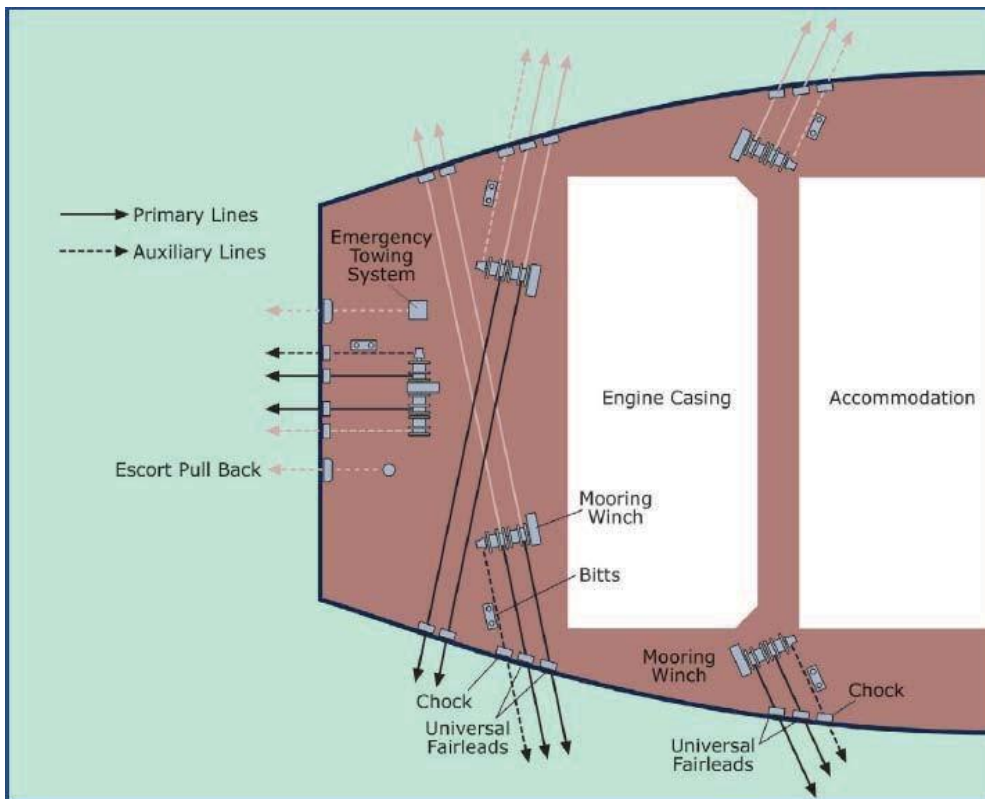 Primary Lines
Auxiliary Lines
Emergency
Towing
System
Escort Pull Back
Engine Casing
Accommodation
Mooring
Winch
Bitts
Chock
Universal
Fairleads
Mooring
Winch
Chock
Universal
Fairleads